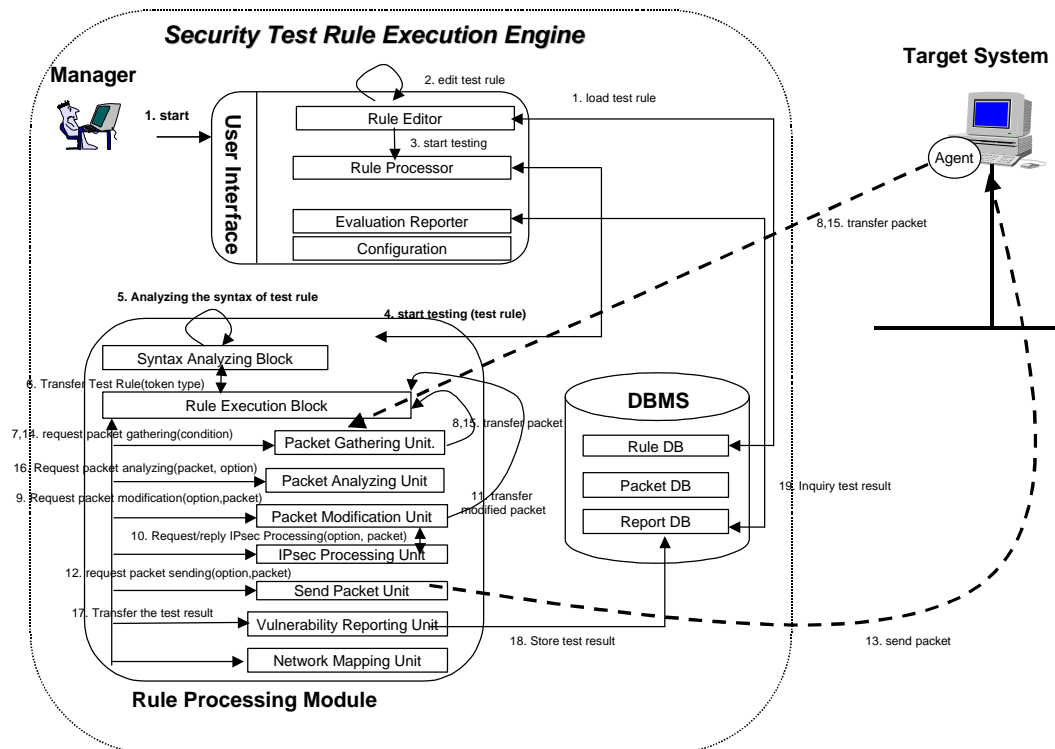 Security Test Rule Execution Engine
Manager
Target System
1. start
User Interface
2. edit test rule
1. load test rule
Rule Editor
3. start testing
Rule Processor
Evaluation Reporter
Configuration
Agent
8,15. transfer packet
5. Analyzing the syntax of test rule
4. start testing (test rule)
Syntax Analyzing Block
6. Transfer Test Rule(token type)
Rule Execution Block
7,14. request packet gathering(condition)
Packet Gathering Unit.
8,15. transfer packet
16. Request packet analyzing(packet, option)
Packet Analyzing Unit
9. Request packet modification(option,packet)
Packet Modification Unit
11. transfer
modified packet
10. Request/reply IPsec Processing(option, packet)
IPsec Processing Unit
12. request packet sending(option,packet)
Send Packet Unit
17. Transfer the test result
Vulnerability Reporting Unit
Network Mapping Unit
Rule Processing Module
DBMS
Rule DB
Packet DB
Report DB
19. Inquiry test result
18. Store test result
13. send packet